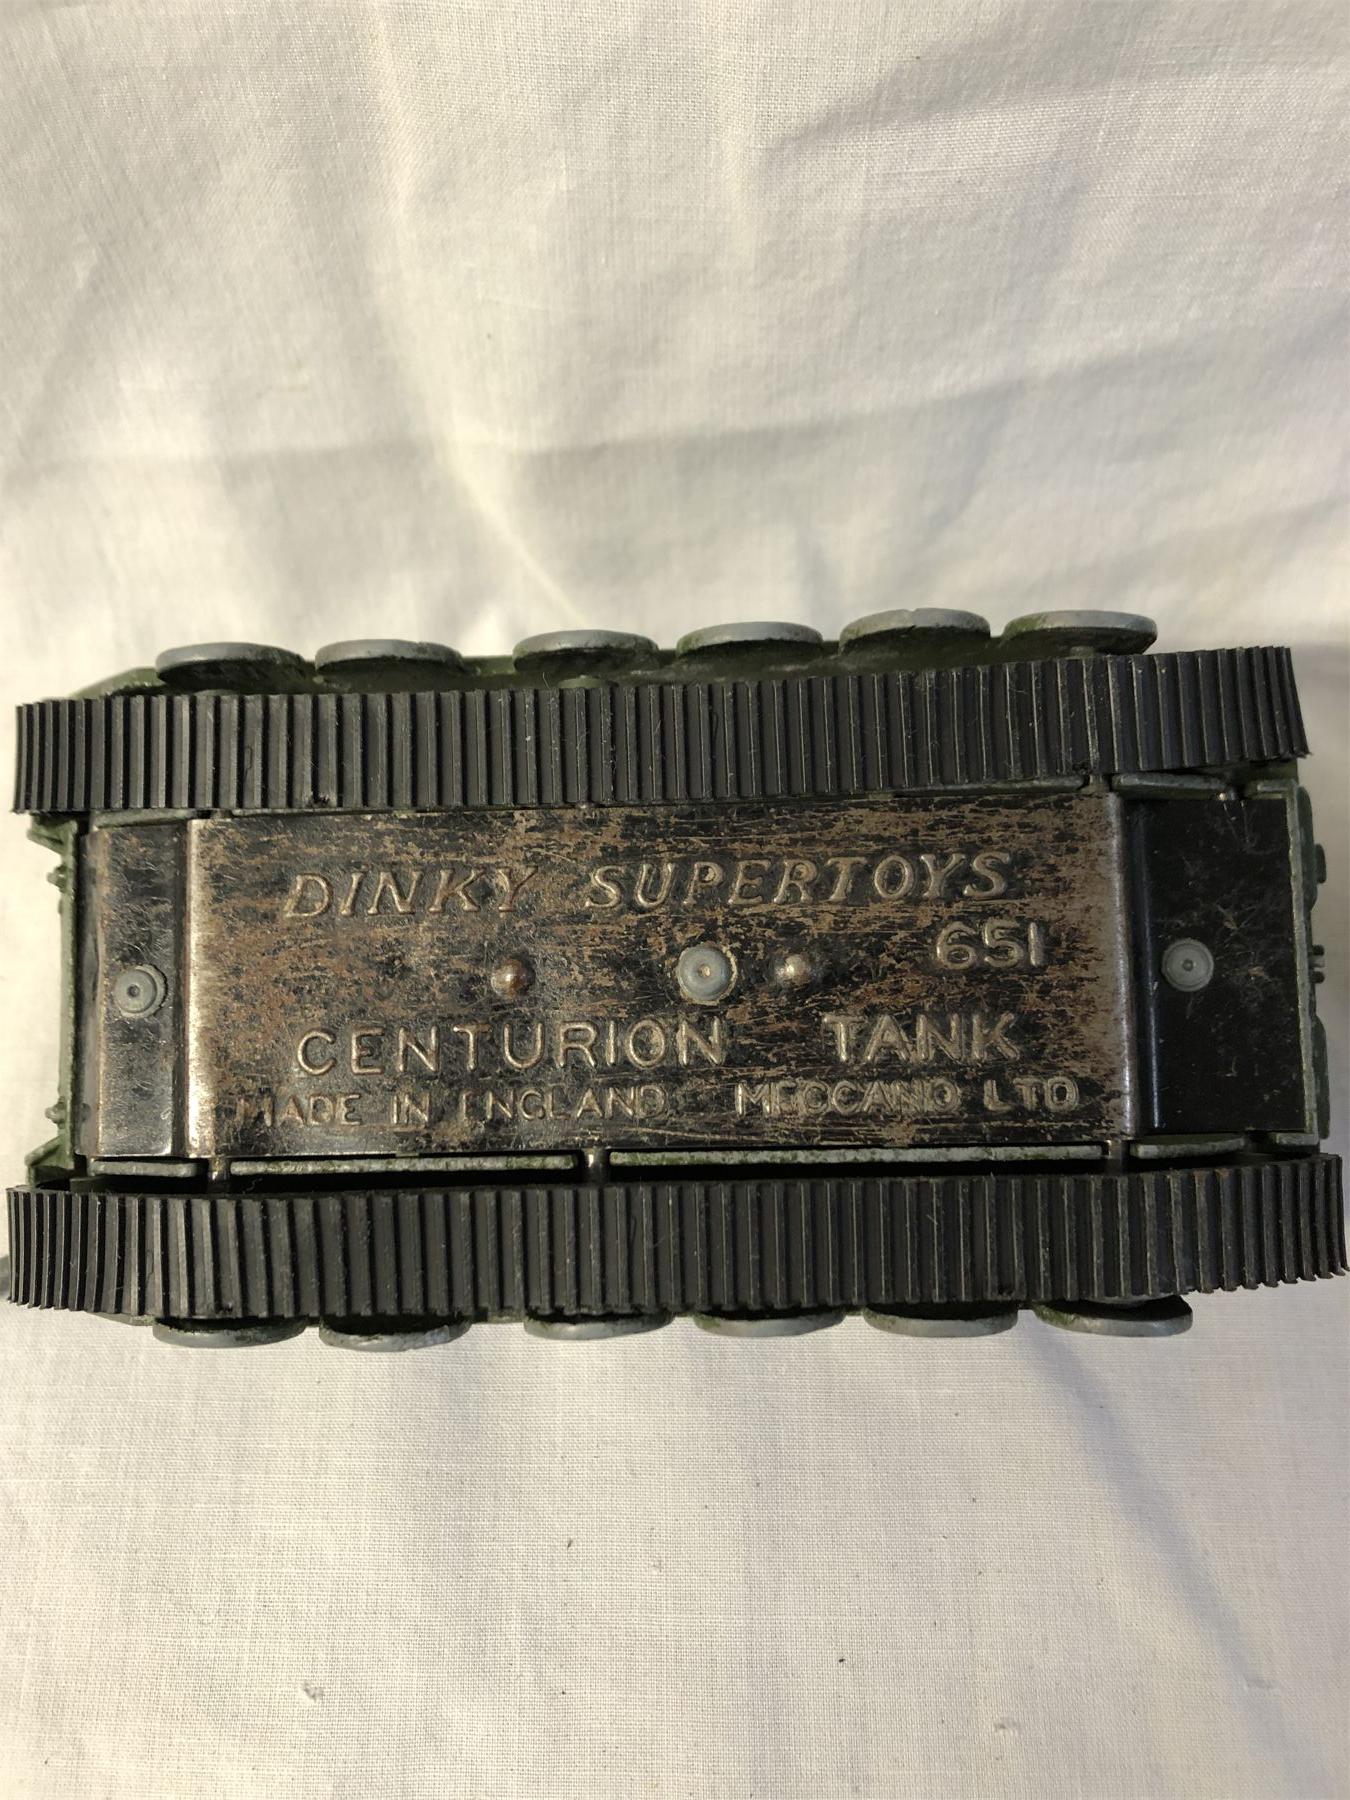 DINKY SUPERTOYS
651
CENTURION TANK
MADE IN ENGLAND MECCANO LTD